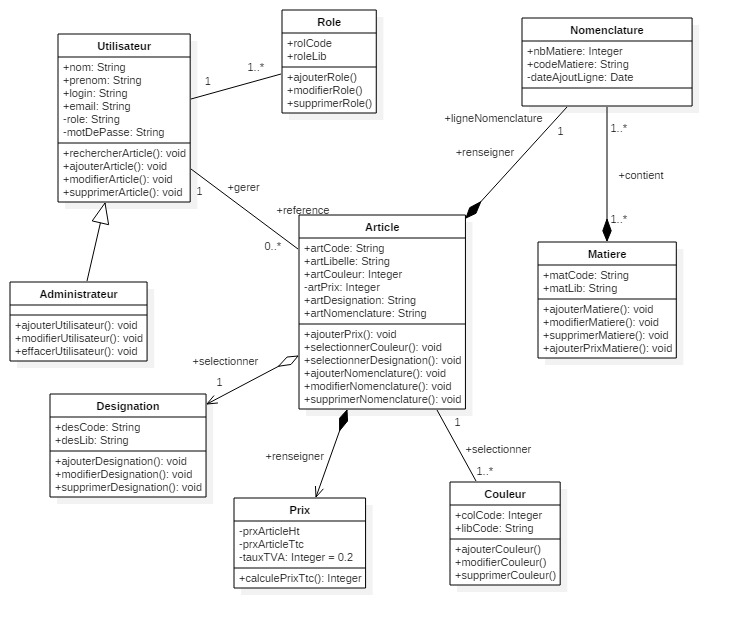 Utilisateur
+nom: String
+prenom: String
+login: String
+email: String
-role: String
-motDePasse: String
+rechercherArticle(): void
+ajouterArticle(): void
+modifierArticle(): void
+supprimerArticle(): void
Role
+rolCode
+roleLib
+ajouterRole()
+modifierRole()
+supprimerRole()
1
1..*
Nomenclature
+nbMatiere: Integer
+codeMatiere: String
-dateAjoutLigne: Date
+ligneNomenclature
1
+renseigner
1..*
+contient
1..*
1
+gerer
+reference
0..*
Article
+artCode: String
+artLibelle: String
+artCouleur: Integer
-artPrix: Integer
+artDesignation: String
+artNomenclature: String
+ajouterPrix(): void
+selectionnerCouleur(): void
+selectionnerDesignation(): void
+ajouterNomenclature(): void
+modifierNomenclature(): void
+supprimerNomenclature(): void
Matiere
+matCode: String
+matLib: String
+ajouterMatiere(): void
+modifierMatiere(): void
+supprimerMatiere(): void
+ajouterPrixMatiere(): void
Administrateur
+ajouterUtilisateur(): void
+modifierUtilisateur(): void
+effacerUtilisateur(): void
+selectionner
1
Designation
+desCode: String
+desLib: String
+ajouterDesignation(): void
+modifierDesignation(): void
+supprimerDesignation(): void
+renseigner
1
+selectionner
1..*
Prix
-prxArticleHt
-prxArticleTtc
-tauxTVA: Integer = 0.2
+calculePrixTtc(): Integer
Couleur
+colCode: Integer
+libCode: String
+ajouterCouleur()
+modifierCouleur()
+supprimerCouleur()